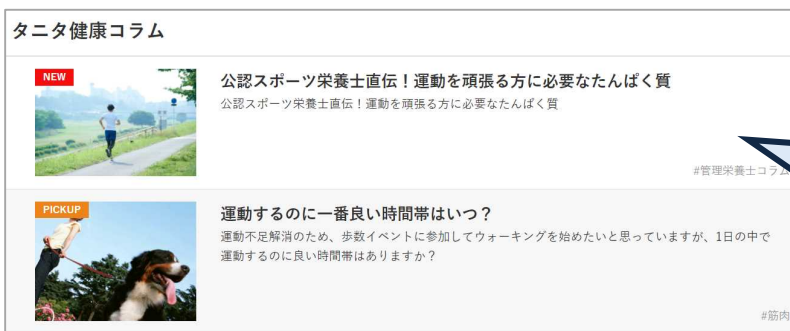 タニタ健康コラム
NEW
公認スポーツ栄養士直伝！運動を頑張る方に必要なたんぱく質
公認スポーツ栄養士直伝！運動を頑張る方に必要なたんぱく質
#管理栄養士コラム
PICKUP
運動するのに一番良い時間帯はいつ？
運動不足解消のため、歩数イベントに参加してウォーキングを始めたいと思っていますが、1日の中で
運動するのに良い時間帯はありますか？
#筋肉